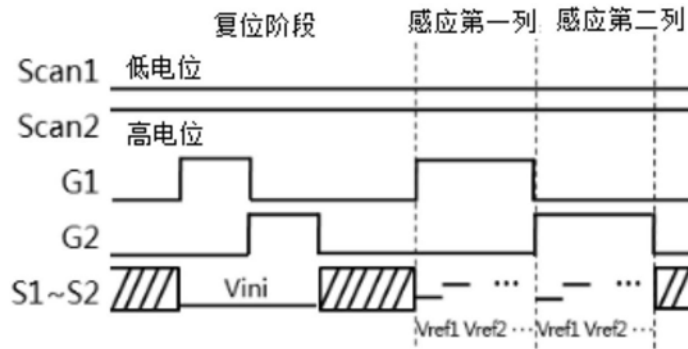 复位阶段 感应第一列 感应第二列
Scan1 低电位
Scan2 高电位
G1
G2
S1~S2 Vini ··· ···
Vref1 Vref2 ··· Vref1 Vref2 ···